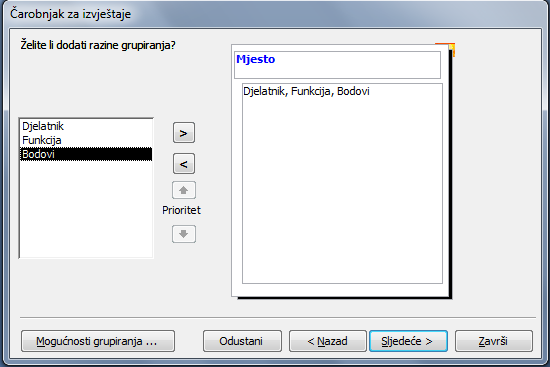 Čarobnjak za izvještaje
Želite li dodati razine grupiranja?
Djelatnik
Funkcija
Bodovi
>
<
Prioritet
Mjesto
Djelatnik, Funkcija, Bodovi
Mogućnosti grupiranja ...
Odustani
< Nazad
Sljedeće >
Završi